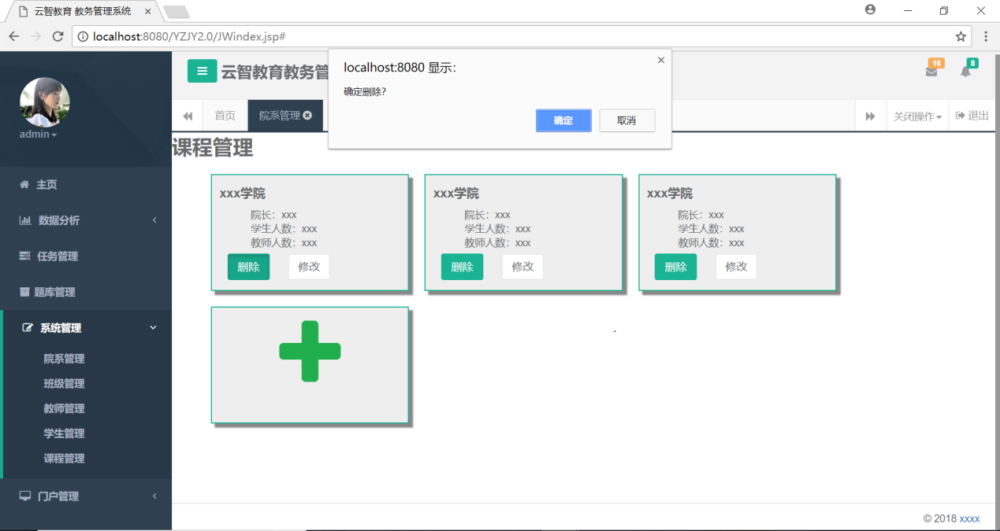 云智教育 教务管理系统
localhost:8080/YZJY2.0/JWindex.jsp#
localhost:8080 显示：
确定删除？
确定
取消
admin
云智教育教务管
16
8
首页
院系管理
关闭操作
退出
主页
数据分析
任务管理
题库管理
系统管理
院系管理
班级管理
教师管理
学生管理
课程管理
门户管理
课程管理
xxx学院
院长：xxx
学生人数：xxx
教师人数：xxx
删除
修改
xxx学院
院长：xxx
学生人数：xxx
教师人数：xxx
删除
修改
xxx学院
院长：xxx
学生人数：xxx
教师人数：xxx
删除
修改
© 2018 xxxx